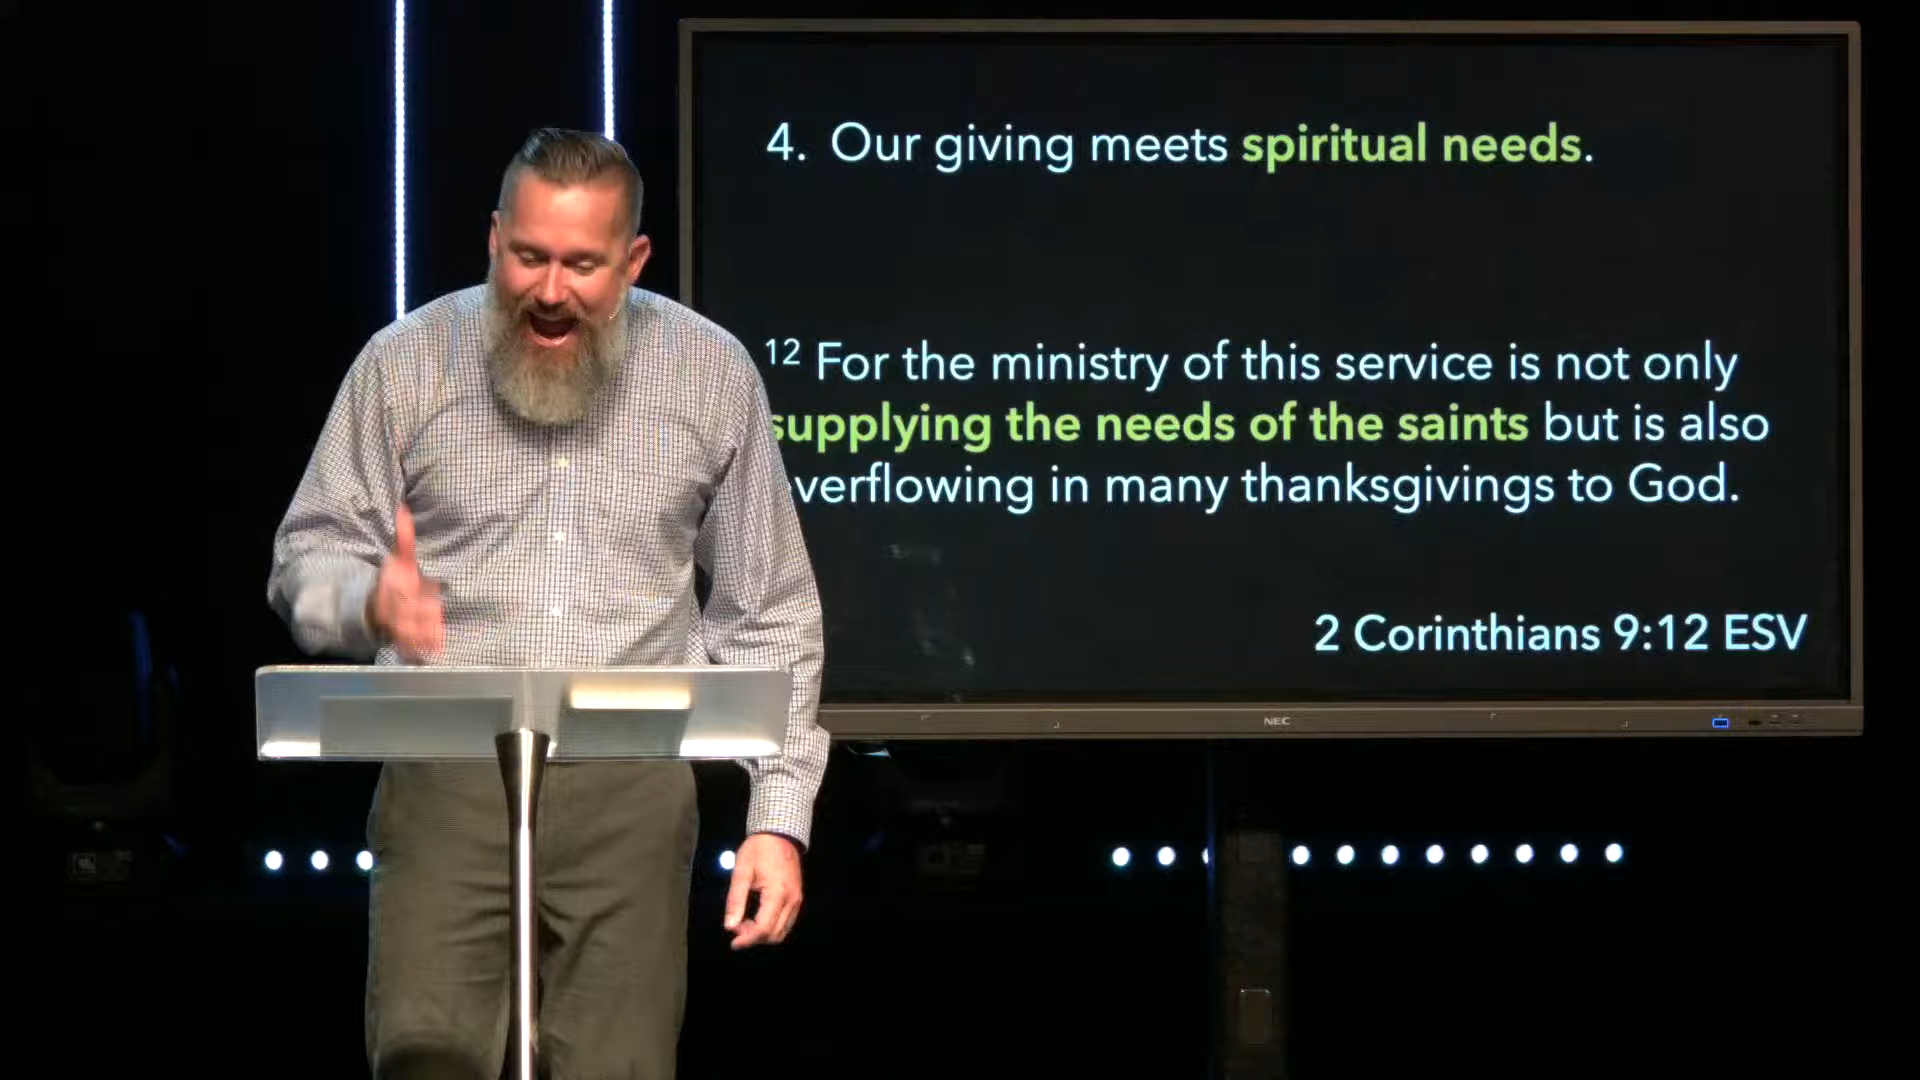 4. Our giving meets spiritual needs.
12 For the ministry of this service is not only
supplying the needs of the saints but is also
verflowing in many thanksgivings to God.
2 Corinthians 9:12 ESV
NEC